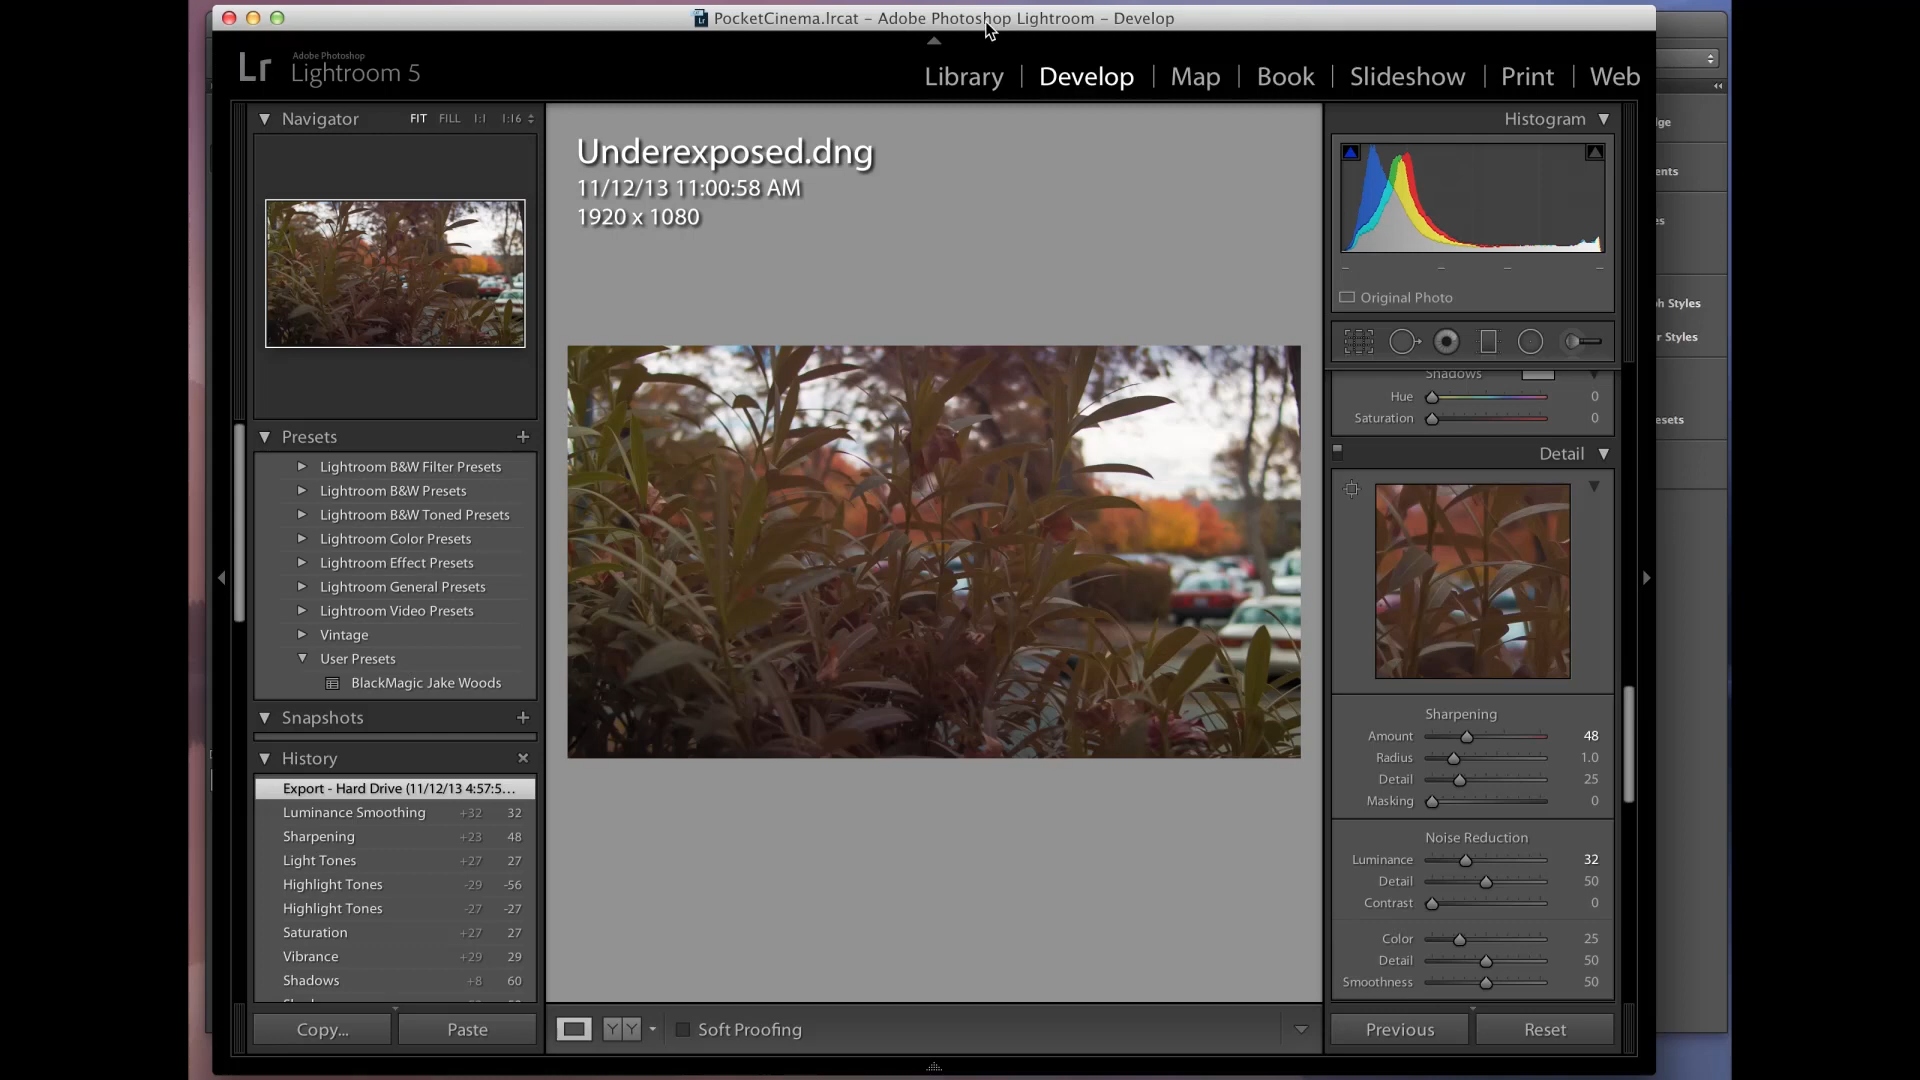 PocketCinema.lrcat – Adobe Photoshop Lightroom – Develop
Lr Adobe Photoshop
Lightroom 5
Library | Develop | Map | Book | Slideshow | Print | Web
Navigator FIT FILL 1:1 1:16
Underexposed.dng
11/12/13 11:00:58 AM
1920 x 1080
Presets +
Lightroom B&W Filter Presets
Lightroom B&W Presets
Lightroom B&W Toned Presets
Lightroom Color Presets
Lightroom Effect Presets
Lightroom General Presets
Lightroom Video Presets
Vintage
User Presets
BlackMagic Jake Woods
Snapshots +
History
Export - Hard Drive (11/12/13 4:57:5...
Luminance Smoothing +32 32
Sharpening +23 48
Light Tones +27 27
Highlight Tones -29 -56
Highlight Tones -27 -27
Saturation +27 27
Vibrance +29 29
Shadows +8 60
Copy... Paste
YY Soft Proofing
Histogram
Original Photo
Shadows
Hue 0
Saturation 0
Detail
Sharpening
Amount 48
Radius 1.0
Detail 25
Masking 0
Noise Reduction
Luminance 32
Detail 50
Contrast 0
Color 25
Detail 50
Smoothness 50
Previous Reset
ge
ents
es
h Styles
r Styles
esets